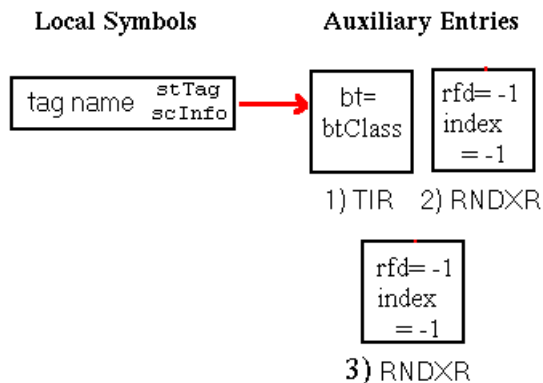 Local Symbols
Auxiliary Entries
tag name
stTag
scInfo
bt=
btClass
1) TIR
rfd= -1
index
= -1
2) RNDXR
rfd= -1
index
= -1
3) RNDXR